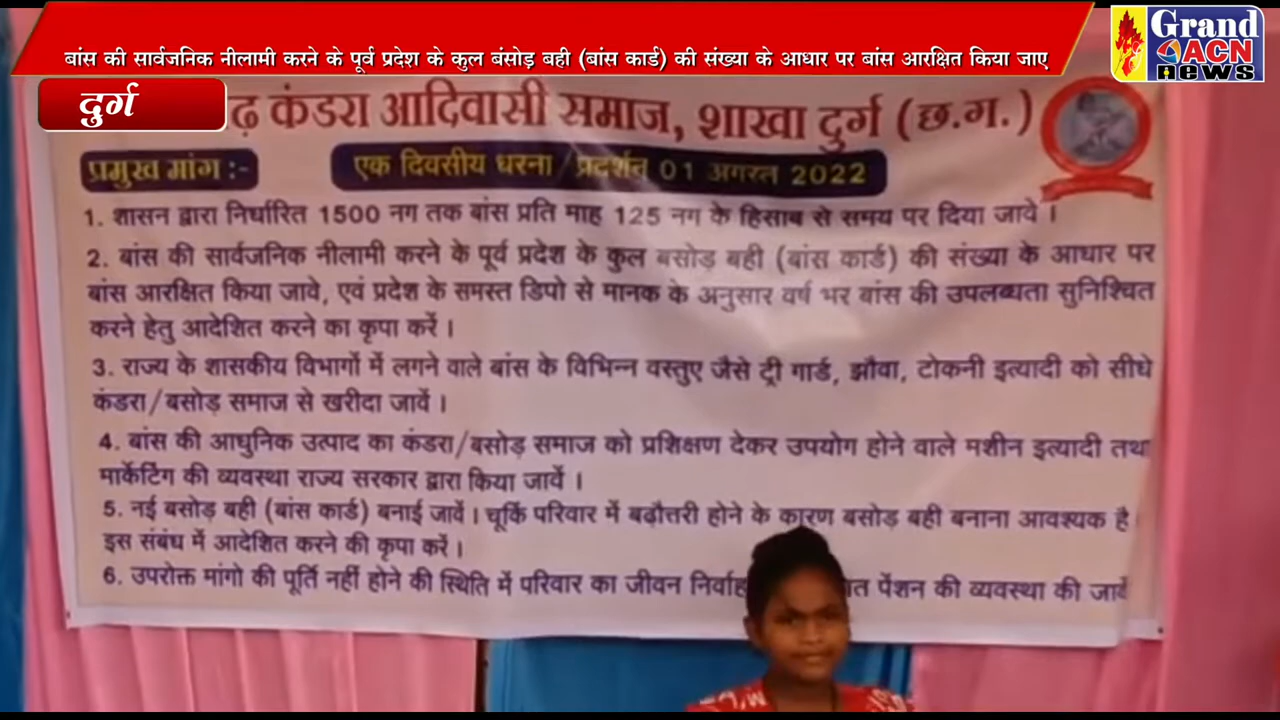 बांस की सार्वजनिक नीलामी करने के पूर्व प्रदेश के कुल बंसोड़ बही (बांस कार्ड) की संख्या के आधार पर बांस आरक्षित किया जाए
Grand
ACN
news
दुर्ग
ढ़ कंडरा आदिवासी समाज, शाखा दुर्ग (छ.ग.)
प्रमुख मांग :-
एक दिवसीय धरना / प्रदर्शन 01 अगस्त 2022
1. शासन द्वारा निर्धारित 1500 नग तक बांस प्रति माह 125 नग के हिसाब से समय पर दिया जावे ।
2. बांस की सार्वजनिक नीलामी करने के पूर्व प्रदेश के कुल बसोड़ बही (बांस कार्ड) की संख्या के आधार पर
बांस आरक्षित किया जावे, एवं प्रदेश के समस्त डिपो से मानक के अनुसार वर्ष भर बांस की उपलब्यता सुनिश्चित
करने हेतु आदेशित करने का कृपा करें ।
3. राज्य के शासकीय विभागों में लगने वाले बांस के विभिन्न वस्तुए जैसे ट्री गार्ड, झौवा, टोकनी इत्यादी को सीधे
कंडरा/बसोड़ समाज से खरीदा जावें ।
4. बांस की आधुनिक उत्पाद का कंडरा/बसोड़ समाज को प्रशिक्षण देकर उपयोग होने वाले मशीन इत्यादी तथा
मार्केटिंग की व्यवस्था राज्य सरकार द्वारा किया जावें ।
5. नई बसोड़ बही (बांस कार्ड) बनाई जावें । चूर्कि परिवार में बढ़ौत्तरी होने के कारण बसोड़ बही बनाना आवश्यक है
इस संबंध में आदेशित करने की कृपा करें ।
6. उपरोक्त मांगो की पूर्ति नहीं होने की स्थिति में परिवार का जीवन निर्वाह पेंशन की व्यवस्था की जावें